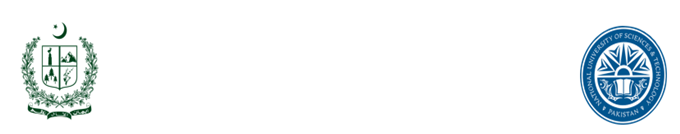 NATIONAL UNIVERSITY OF SCIENCES & TECHNOLOGY
PAKISTAN